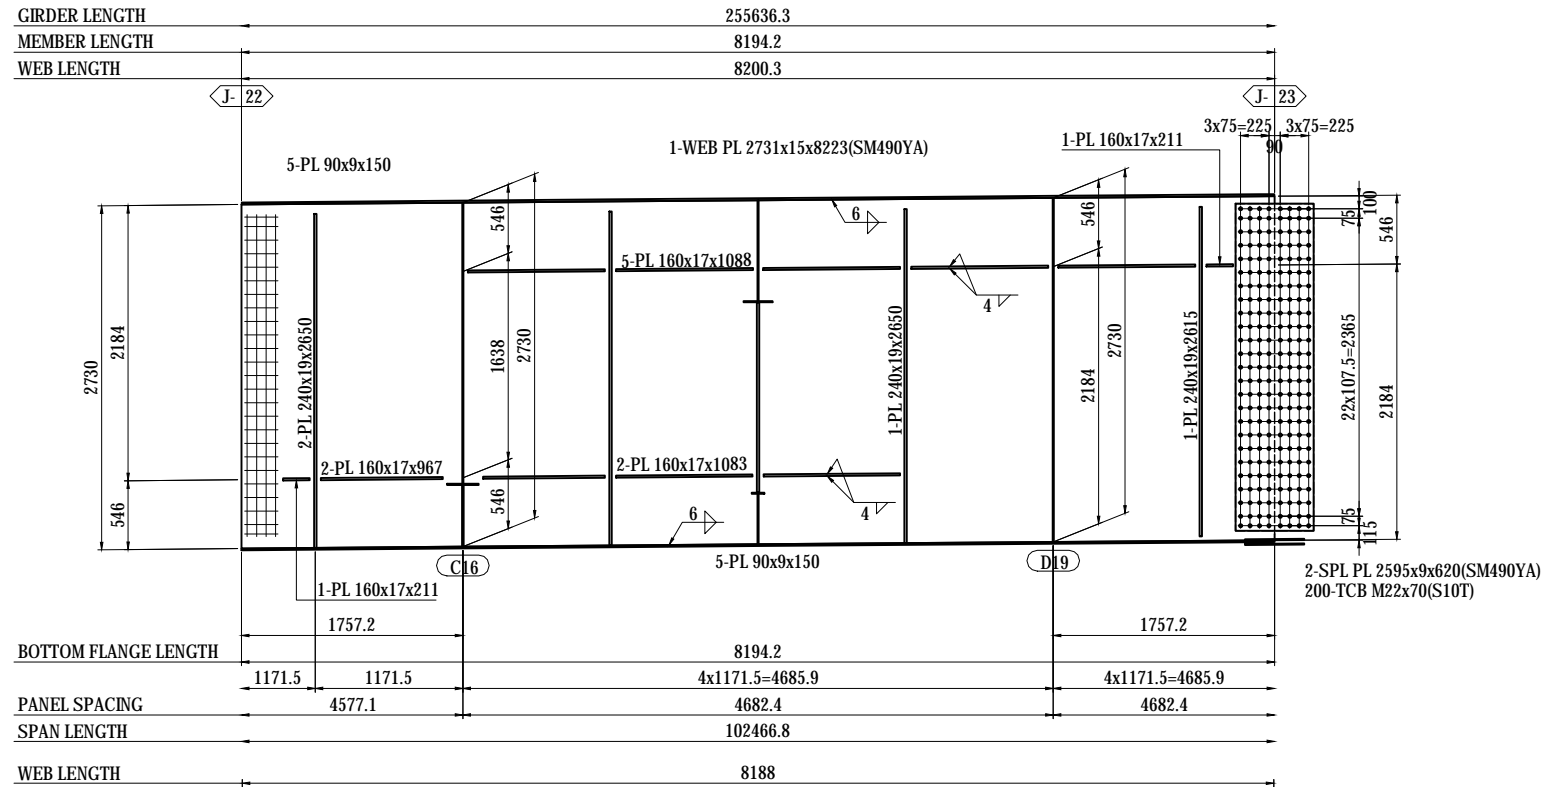 GIRDER LENGTH
255636.3
MEMBER LENGTH
8194.2
WEB LENGTH
8200.3
J- 22
J- 23
3x75=225
3x75=225
90
1-WEB PL 2731x15x8223(SM490YA)
1-PL 160x17x211
5-PL 90x9x150
100
75
546
546
546
6
5-PL 160x17x1088
4
2730
2184
2-PL 240x19x2650
1638
2730
1-PL 240x19x2650
2184
2730
1-PL 240x19x2615
22x107.5=2365
2184
2-PL 160x17x967
2-PL 160x17x1083
546
546
4
6
75
115
C16
5-PL 90x9x150
D19
1-PL 160x17x211
2-SPL PL 2595x9x620(SM490YA)
200-TCB M22x70(S10T)
1757.2
1757.2
BOTTOM FLANGE LENGTH
8194.2
1171.5
1171.5
4x1171.5=4685.9
4x1171.5=4685.9
PANEL SPACING
4577.1
4682.4
4682.4
SPAN LENGTH
102466.8
WEB LENGTH
8188